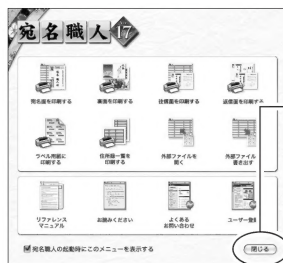 宛名職人 17
宛名面を印刷する
裏面を印刷する
往信面を印刷する
返信面を印刷する
ラベル用紙に
印刷する
住所録一覧を
印刷する
外部ファイルを
開く
外部ファイル
書き出す
リファレンス
マニュアル
お読みください
よくある
お問い合わせ
ユーザー登録
宛名職人の起動時にこのメニューを表示する
閉じる